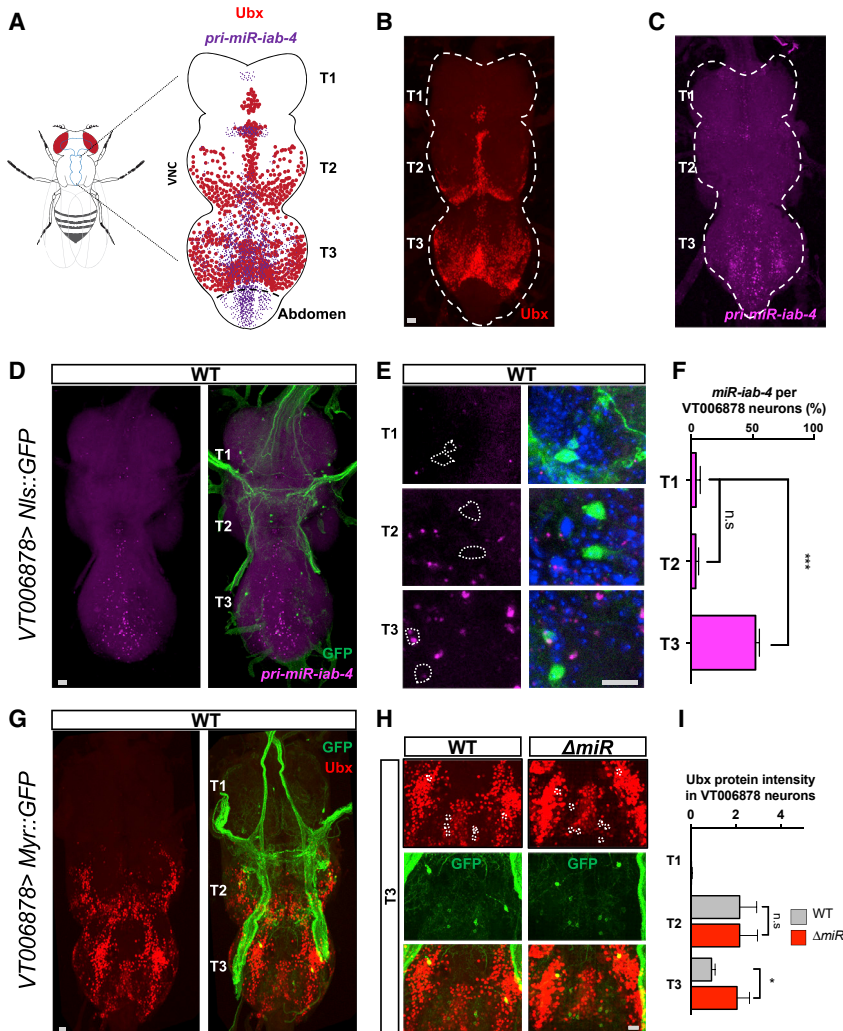 A
Ubx
pri-miR-iab-4
VNC
T1
T2
T3
Abdomen
B
T1
T2
T3
Ubx
C
T1
T2
T3
pri-miR-iab-4
D
WT
VT006878> Nls::GFP
T1
T2
T3
GFP
pri-miR-iab-4
E
WT
T1
T2
T3
F
miR-iab-4 per
VT006878 neurons (%)
0 50 100
T1
T2
T3
n.s
***
G
WT
VT006878> Myr::GFP
GFP
Ubx
T1
T2
T3
H
WT ΔmiR
T3
GFP GFP
I
Ubx protein intensity
in VT006878 neurons
0 2 4
T1
T2
T3
n.s
*
WT
ΔmiR